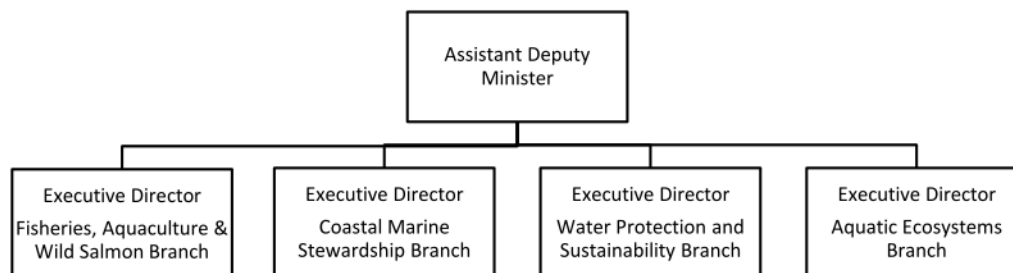 Assistant Deputy
Minister
Executive Director
Fisheries, Aquaculture &
Wild Salmon Branch
Executive Director
Coastal Marine
Stewardship Branch
Executive Director
Water Protection and
Sustainability Branch
Executive Director
Aquatic Ecosystems
Branch